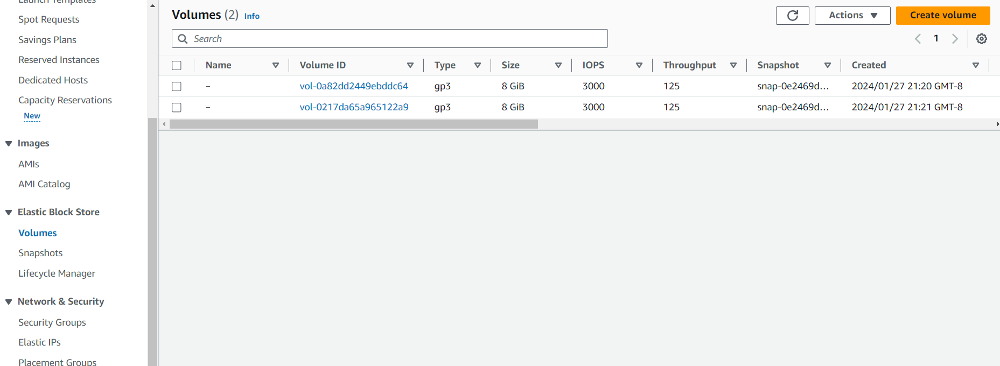 Launch Templates
Spot Requests
Savings Plans
Reserved Instances
Dedicated Hosts
Capacity Reservations
New
Images
AMIs
AMI Catalog
Elastic Block Store
Volumes
Snapshots
Lifecycle Manager
Network & Security
Security Groups
Elastic IPs
Placement Groups
Volumes (2) Info
Actions
Create volume
Search
1
Name Volume ID Type Size IOPS Throughput Snapshot Created
– vol-0a82dd2449ebddc64 gp3 8 GiB 3000 125 snap-0e2469d... 2024/01/27 21:20 GMT-8
– vol-0217da65a965122a9 gp3 8 GiB 3000 125 snap-0e2469d... 2024/01/27 21:21 GMT-8